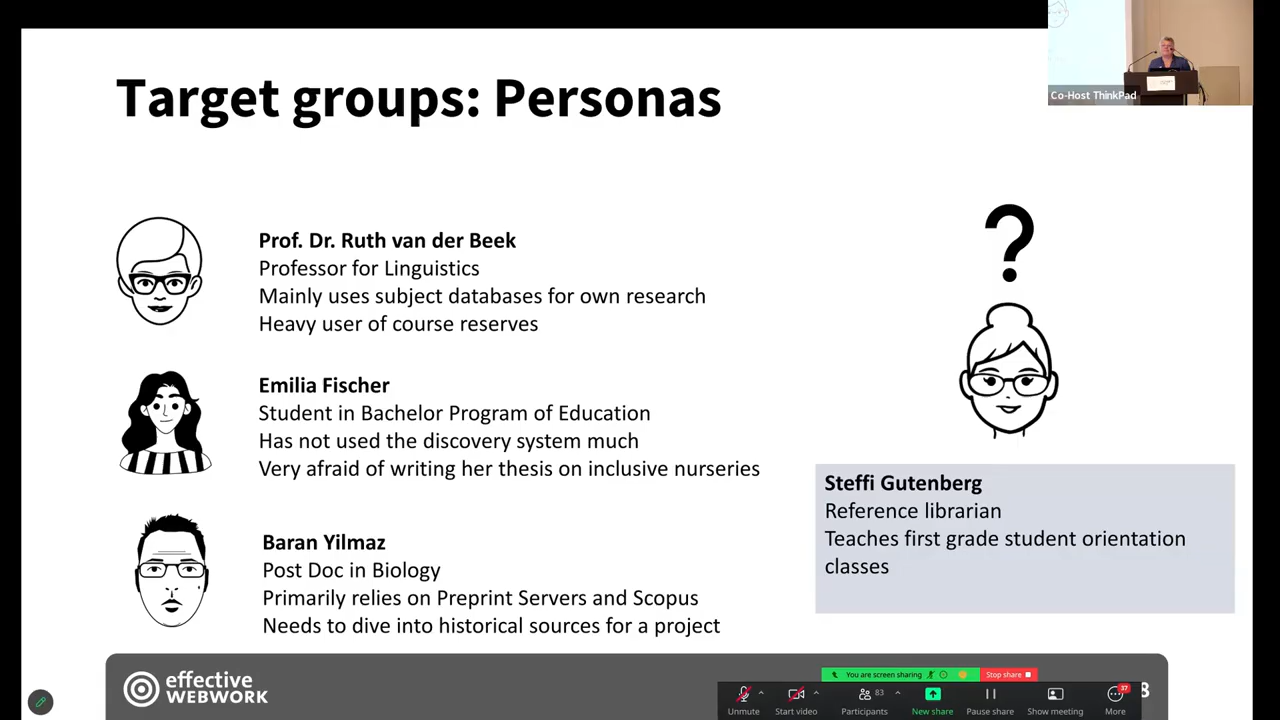 Target groups: Personas
Co-Host ThinkPad
Prof. Dr. Ruth van der Beek
Professor for Linguistics
Mainly uses subject databases for own research
Heavy user of course reserves
Emilia Fischer
Student in Bachelor Program of Education
Has not used the discovery system much
Very afraid of writing her thesis on inclusive nurseries
Baran Yilmaz
Post Doc in Biology
Primarily relies on Preprint Servers and Scopus
Needs to dive into historical sources for a project
?
Steffi Gutenberg
Reference librarian
Teaches first grade student orientation
classes
effective
WEBWORK
You are screen sharing
Stop share
83
37
8
Unmute
Start video
Participants
New share
Pause share
Show meeting
More